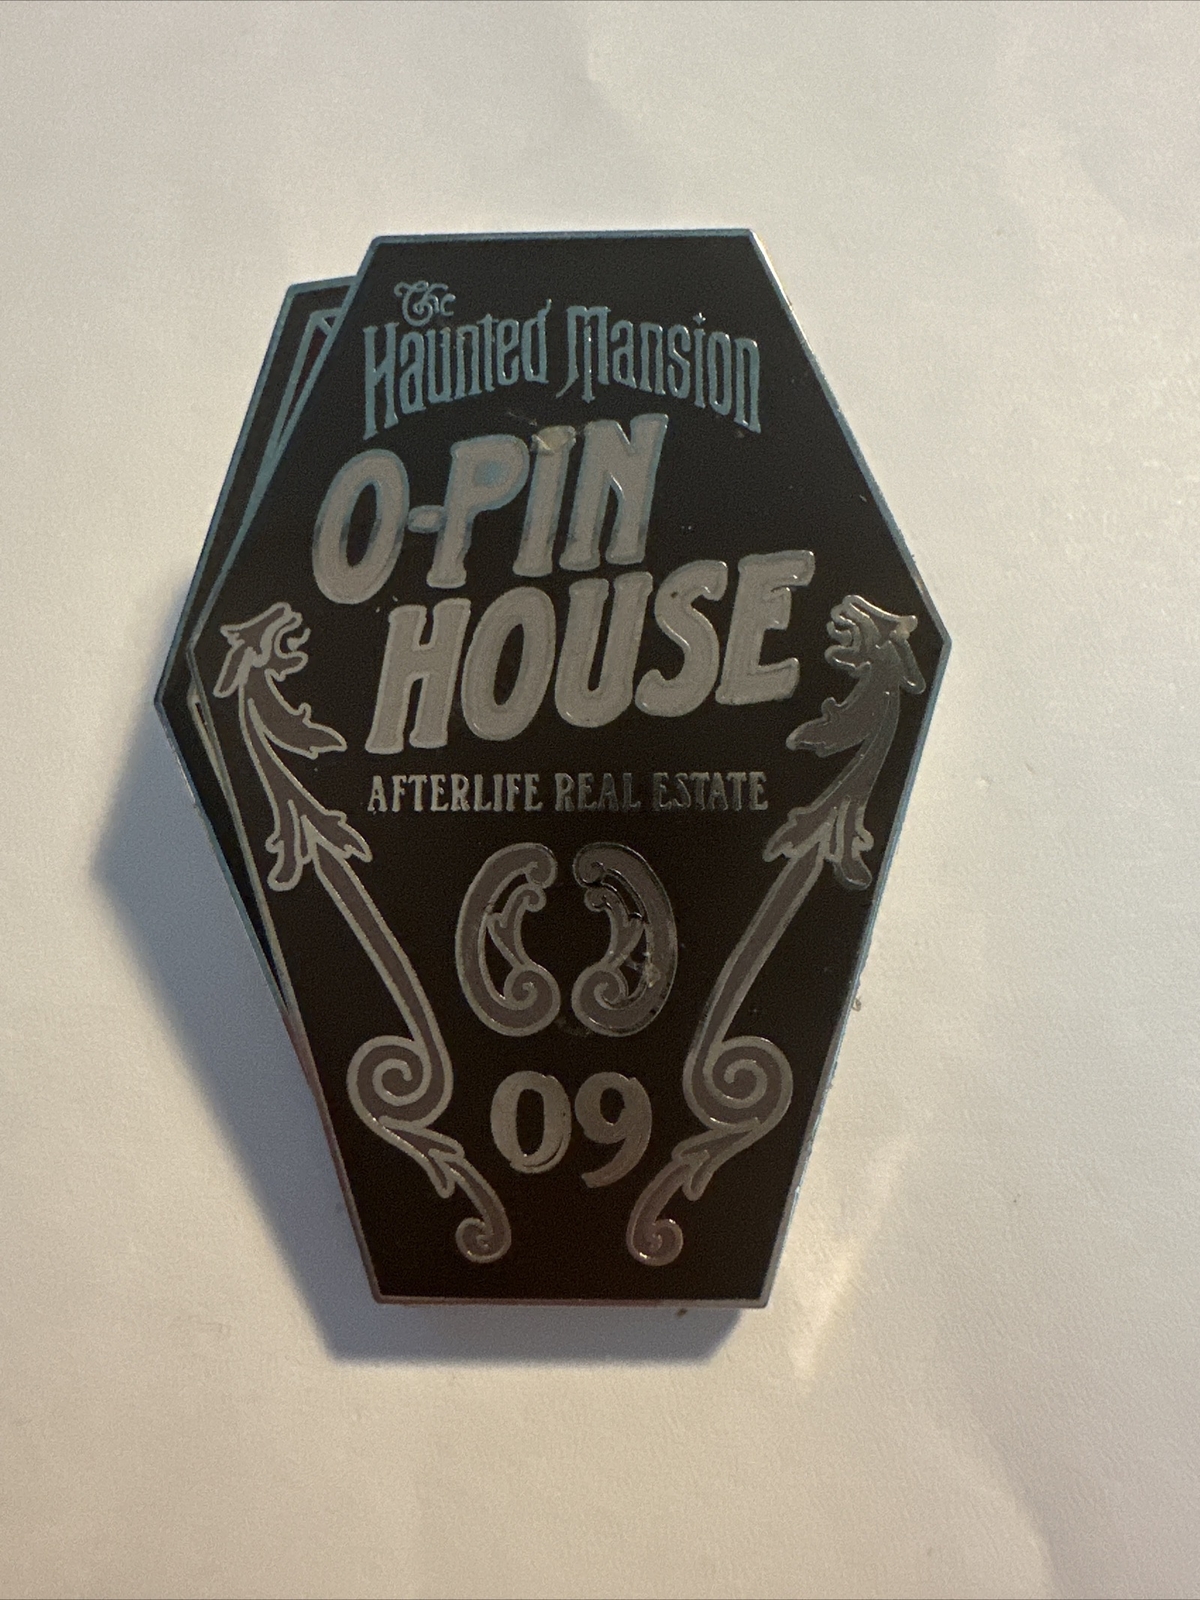 The
Haunted Mansion
O-PIN
HOUSE
AFTERLIFE REAL ESTATE
09